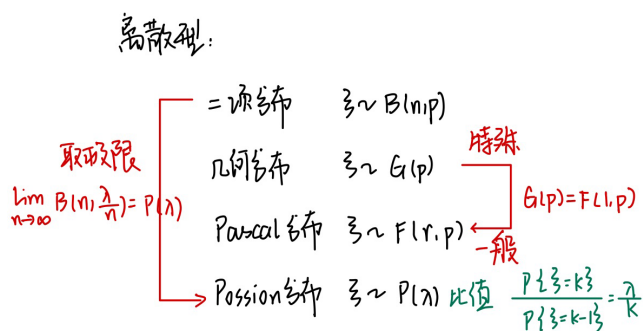 离散型：
二项分布 ξ~B(n,p)
取极限
lim n→∞ B(n,λ/n)=P(λ)
几何分布 ξ~G(p)
特殊
G(p)=F(1,p)
Pascal分布 ξ~F(r,p)
一般
Possion分布 ξ~P(λ) 比值 P{ξ=k}/P{ξ=k-1}=λ/k